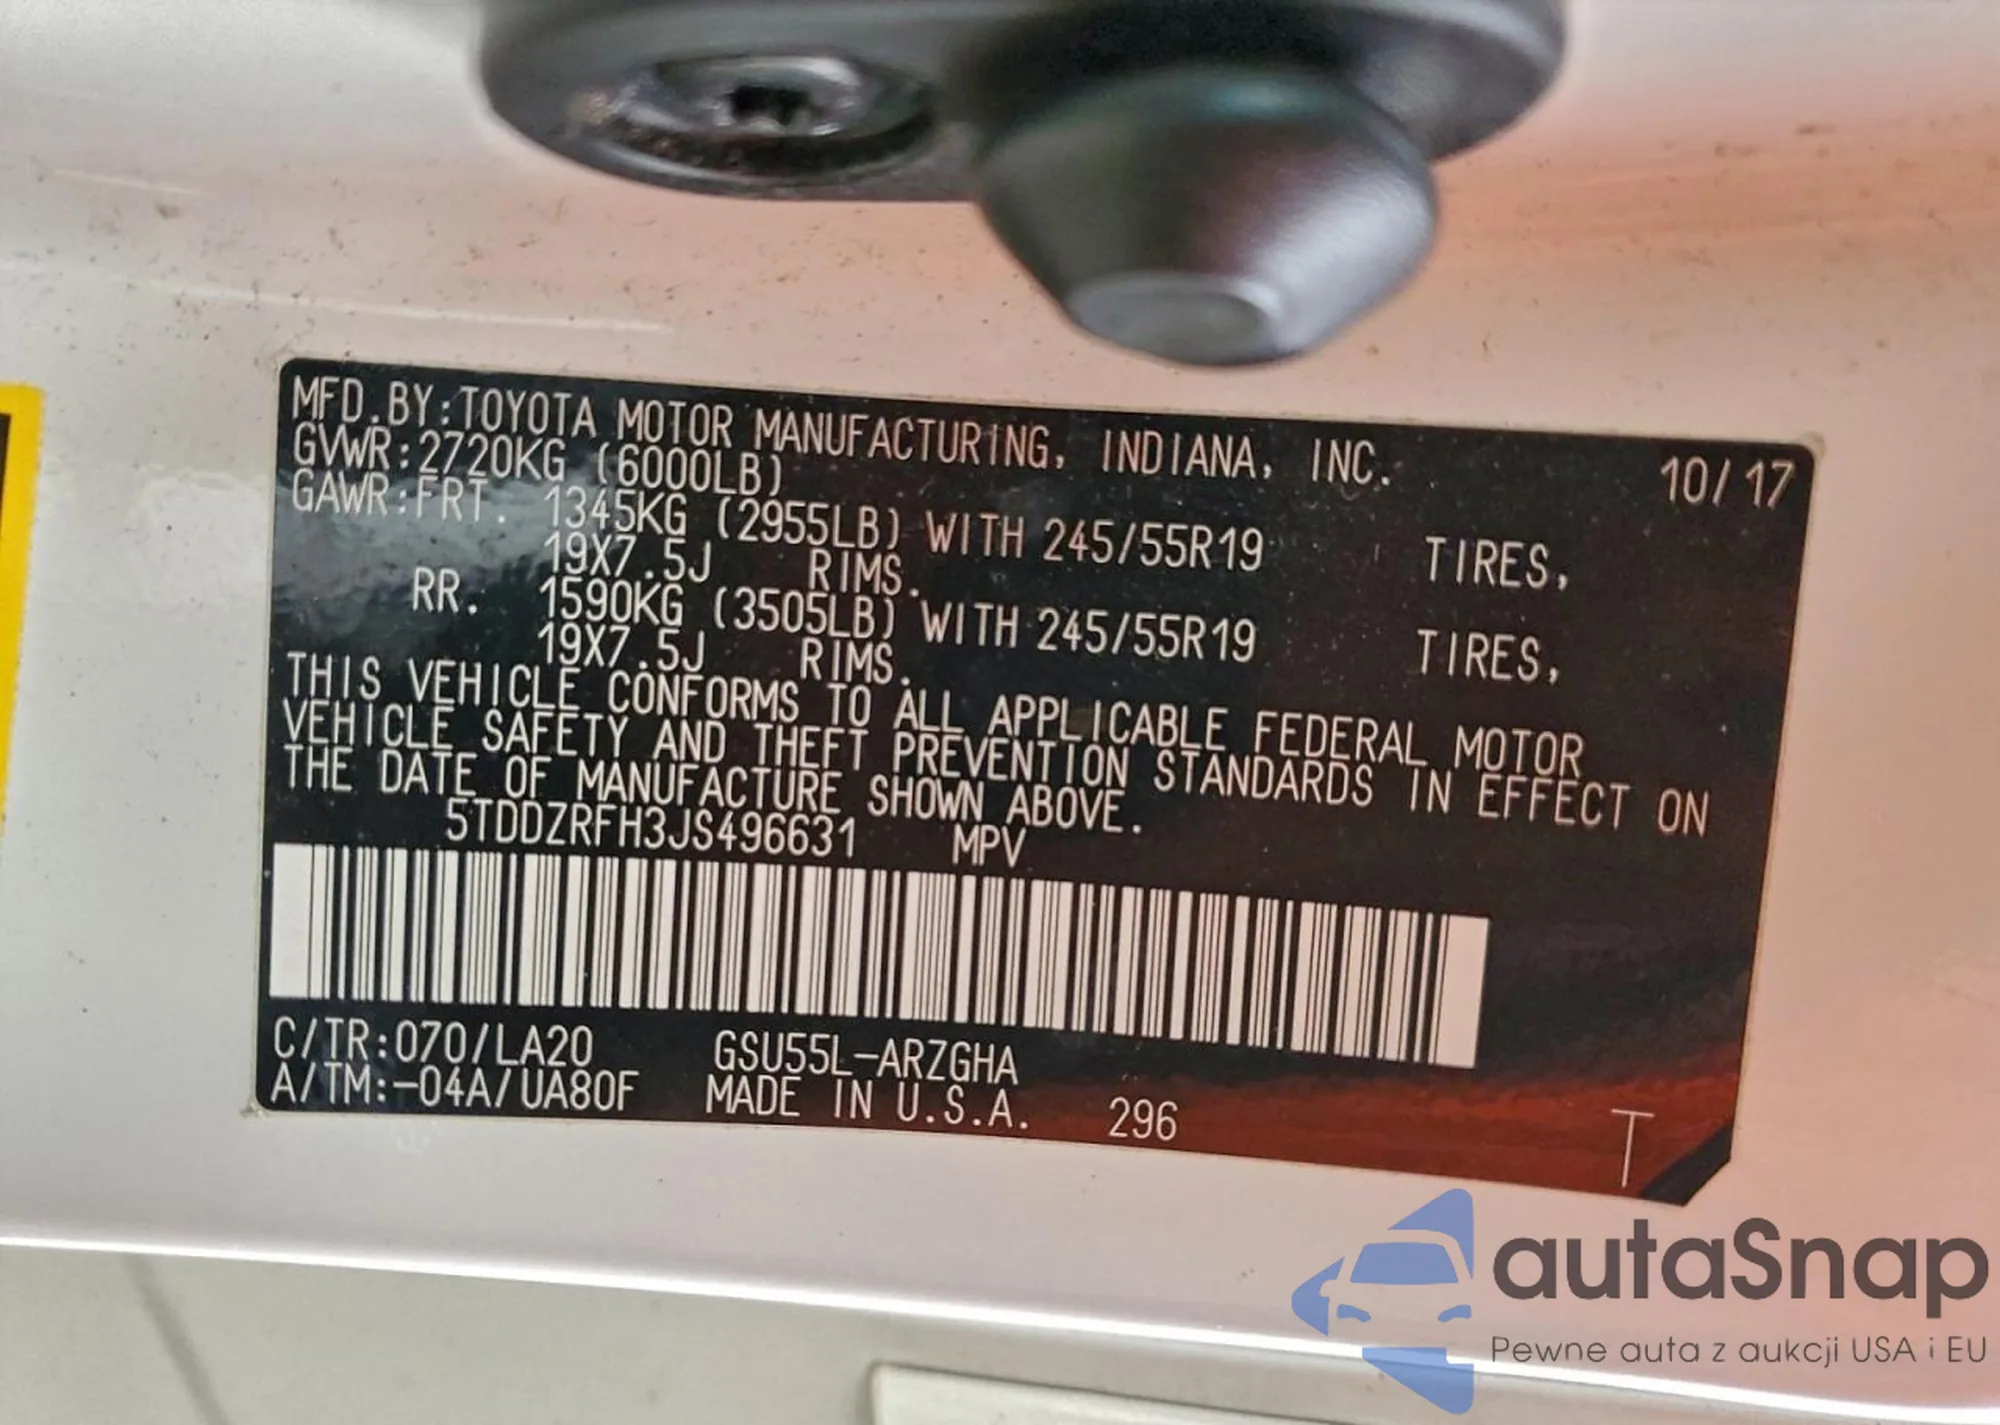 MFD.BY:TOYOTA MOTOR MANUFACTURING, INDIANA, INC. 10/17
GVWR:2720KG (6000LB)
GAWR:FRT. 1345KG (2955LB) WITH 245/55R19 TIRES,
19X7.5J RIMS.
RR. 1590KG (3505LB) WITH 245/55R19 TIRES,
19X7.5J RIMS.
THIS VEHICLE CONFORMS TO ALL APPLICABLE FEDERAL MOTOR
VEHICLE SAFETY AND THEFT PREVENTION STANDARDS IN EFFECT ON
THE DATE OF MANUFACTURE SHOWN ABOVE.
5TDDZRFH3JS496631 MPV
C/TR:070/LA20 GSU55L-ARZGHA
A/TM:-04A/UA80F MADE IN U.S.A. 296 T
autaSnap
Pewne auta z aukcji USA i EU